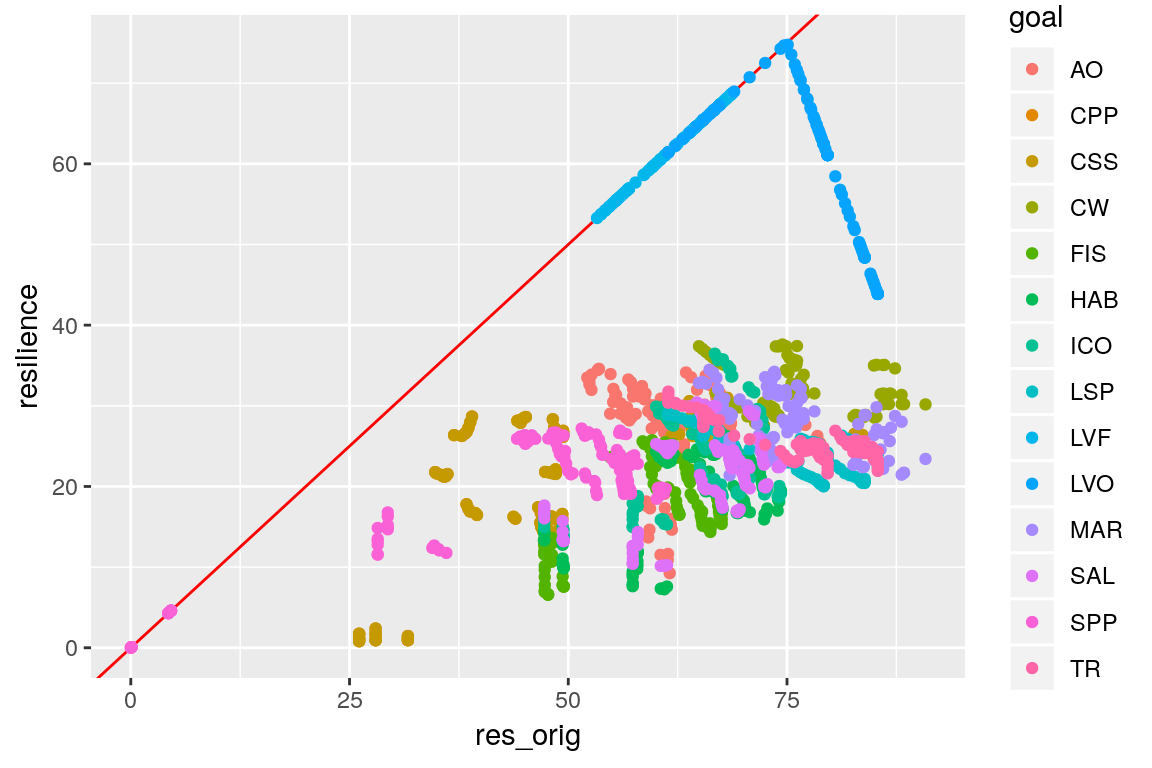 goal
AO
CPP
CSS
CW
FIS
HAB
ICO
LSP
LVF
LVO
MAR
SAL
SPP
TR
resilience
60
40
20
0
0 25 50 75
res_orig